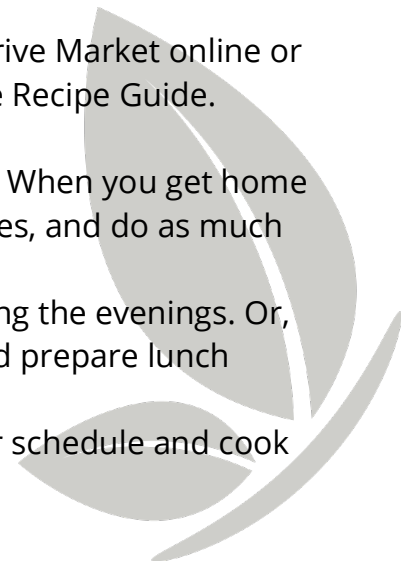 rive Market online or
e Recipe Guide.
When you get home
es, and do as much
ng the evenings. Or,
d prepare lunch
r schedule and cook